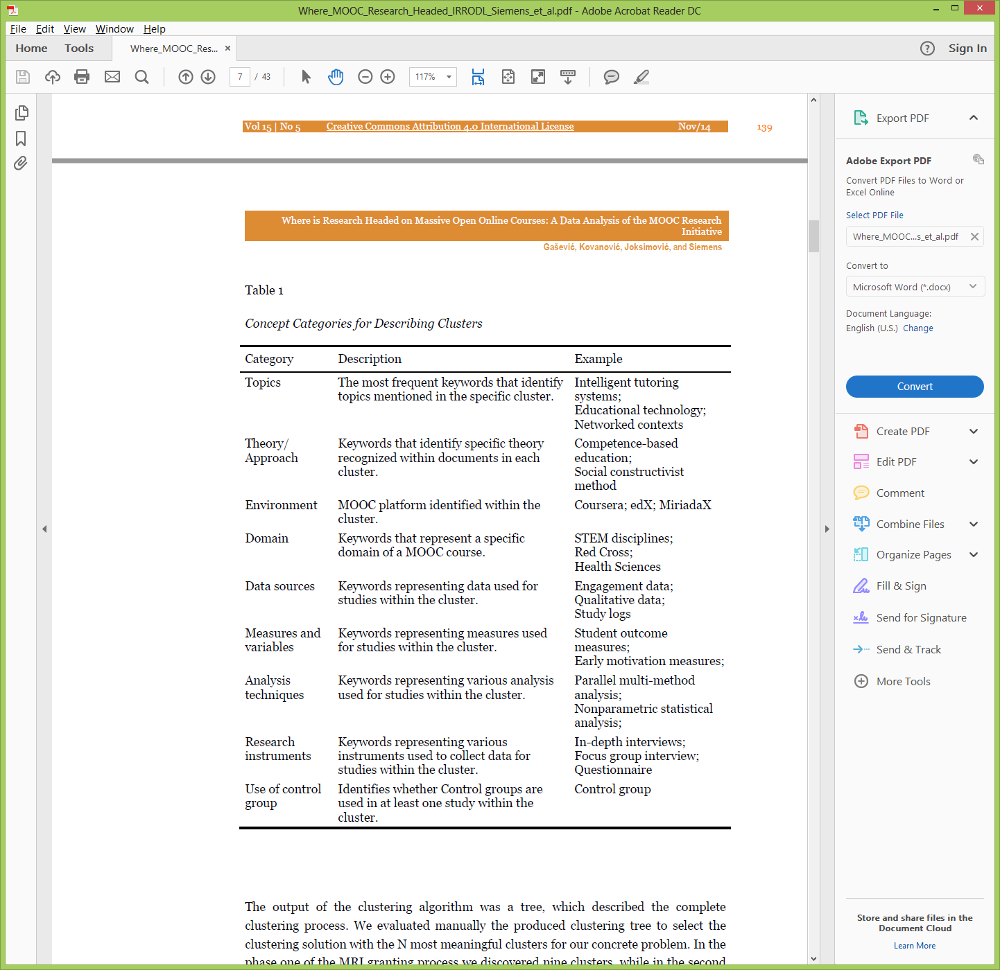 Where_MOOC_Research_Headed_IRRODL_Siemens_et_al.pdf - Adobe Acrobat Reader DC
File Edit View Window Help
Home Tools Where_MOOC_Res... × Sign In
7 / 43 117%
Vol 15 | No 5 Creative Commons Attribution 4.0 International License Nov/14 139
Where is Research Headed on Massive Open Online Courses: A Data Analysis of the MOOC Research
Initiative
Gašević, Kovanović, Joksimović, and Siemens
Table 1
Concept Categories for Describing Clusters
Category Description Example
Topics The most frequent keywords that identify Intelligent tutoring
topics mentioned in the specific cluster. systems;
Educational technology;
Networked contexts
Theory/ Keywords that identify specific theory Competence-based
Approach recognized within documents in each education;
cluster. Social constructivist
method
Environment MOOC platform identified within the Coursera; edX; MiriadaX
cluster.
Domain Keywords that represent a specific STEM disciplines;
domain of a MOOC course. Red Cross;
Health Sciences
Data sources Keywords representing data used for Engagement data;
studies within the cluster. Qualitative data;
Study logs
Measures and Keywords representing measures used Student outcome
variables for studies within the cluster. measures;
Early motivation measures;
Analysis Keywords representing various analysis Parallel multi-method
techniques used for studies within the cluster. analysis;
Nonparametric statistical
analysis;
Research Keywords representing various In-depth interviews;
instruments instruments used to collect data for Focus group interview;
studies within the cluster. Questionnaire
Use of control Identifies whether Control groups are Control group
group used in at least one study within the
cluster.
The output of the clustering algorithm was a tree, which described the complete
clustering process. We evaluated manually the produced clustering tree to select the
clustering solution with the N most meaningful clusters for our concrete problem. In the
phase one of the MRI granting process we discovered nine clusters, while in the second
Export PDF
Adobe Export PDF
Convert PDF Files to Word or
Excel Online
Select PDF File
Where_MOOC...s_et_al.pdf
Convert to
Microsoft Word (*.docx)
Document Language:
English (U.S.) Change
Convert
Create PDF
Edit PDF
Comment
Combine Files
Organize Pages
Fill & Sign
Send for Signature
Send & Track
More Tools
Store and share files in the
Document Cloud
Learn More